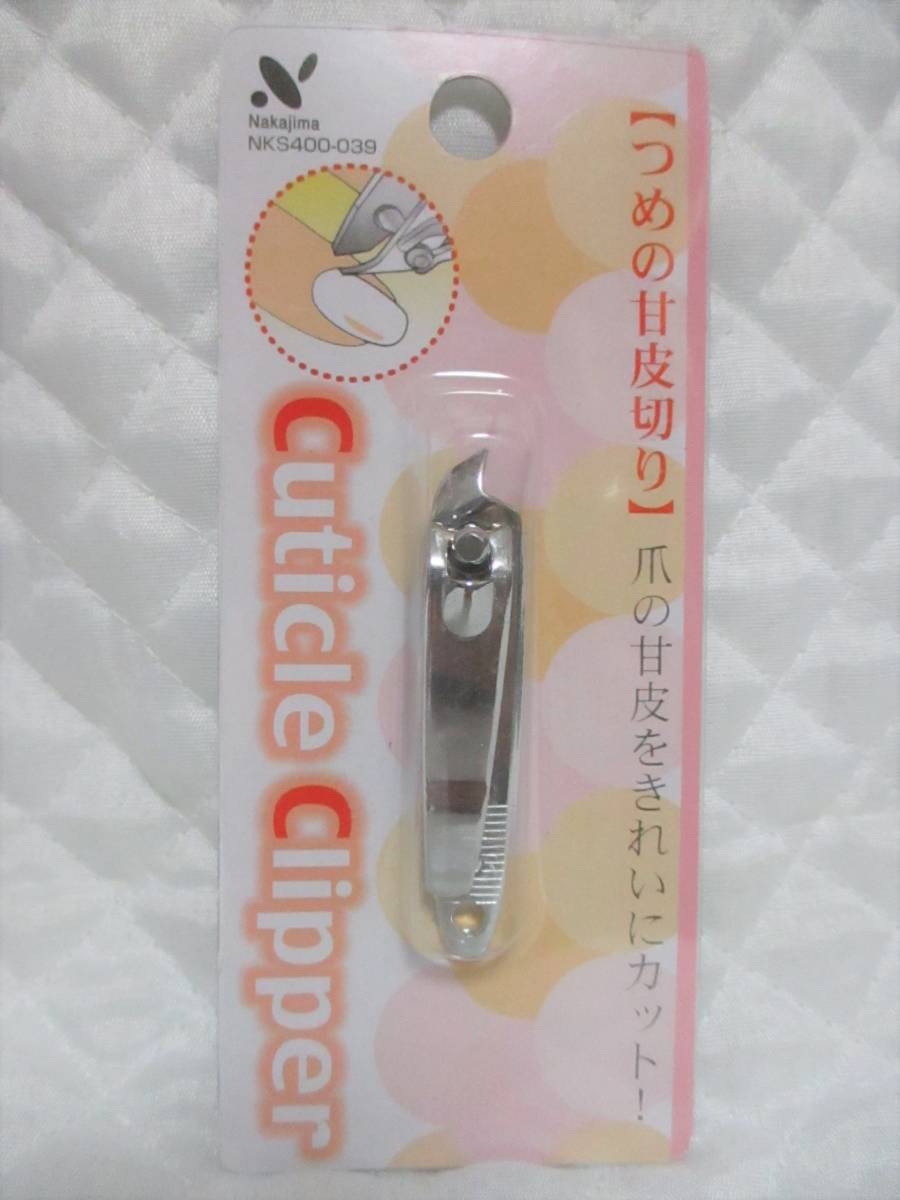 Nakajima
NKS400-039
【つめの甘皮切り】爪の甘皮をきれいにカット!
Cuticle Clipper